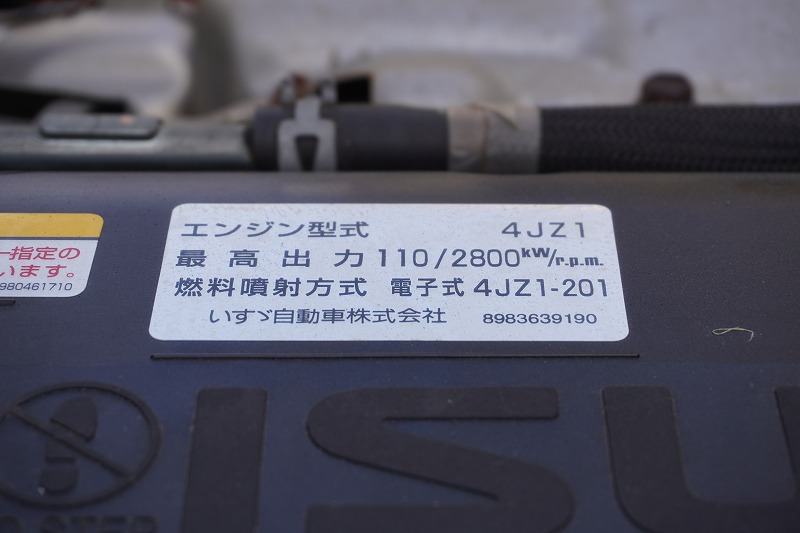 エンジン型式 4JZ1
最高出力 110/2800kW/r.p.m.
燃料噴射方式 電子式 4JZ1-201
いすゞ自動車株式会社 8983639190
指定の
います。
980461710
ISU